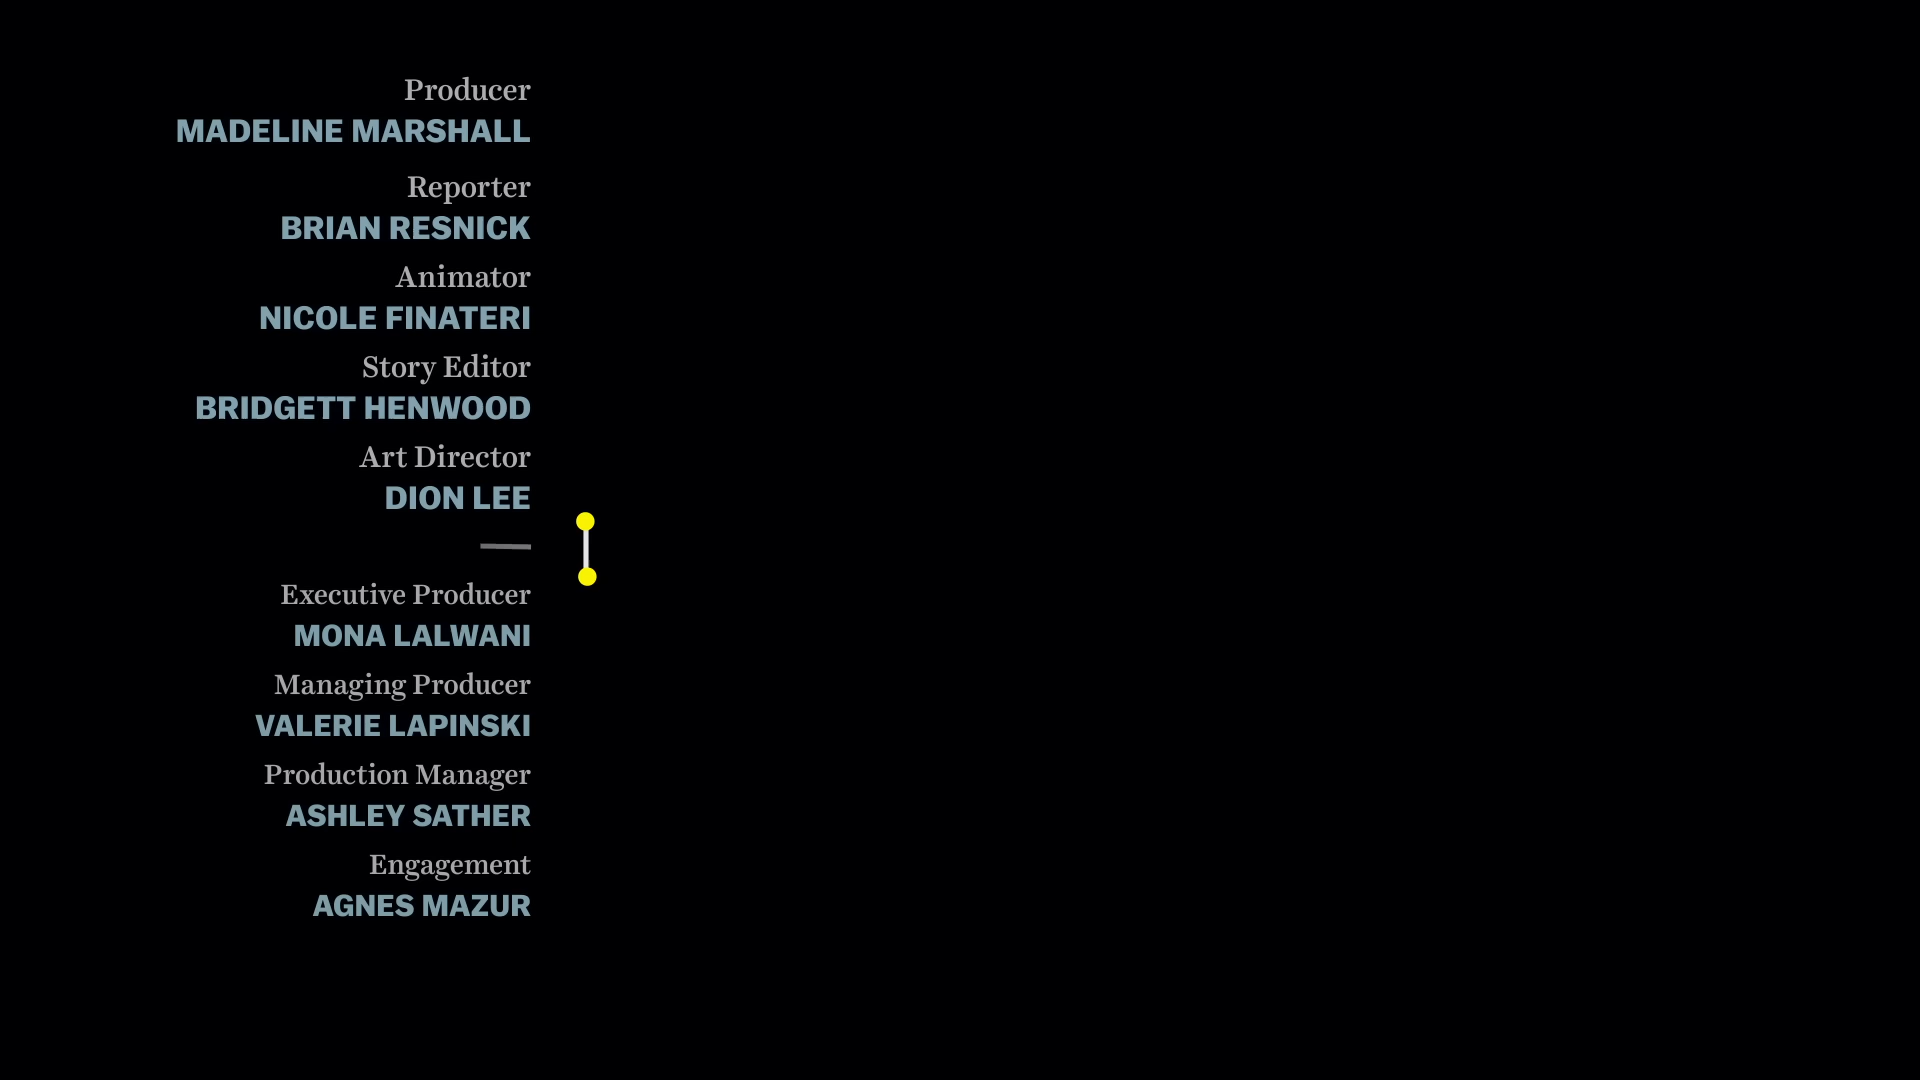 Producer
MADELINE MARSHALL
Reporter
BRIAN RESNICK
Animator
NICOLE FINATERI
Story Editor
BRIDGETT HENWOOD
Art Director
DION LEE
Executive Producer
MONA LALWANI
Managing Producer
VALERIE LAPINSKI
Production Manager
ASHLEY SATHER
Engagement
AGNES MAZUR